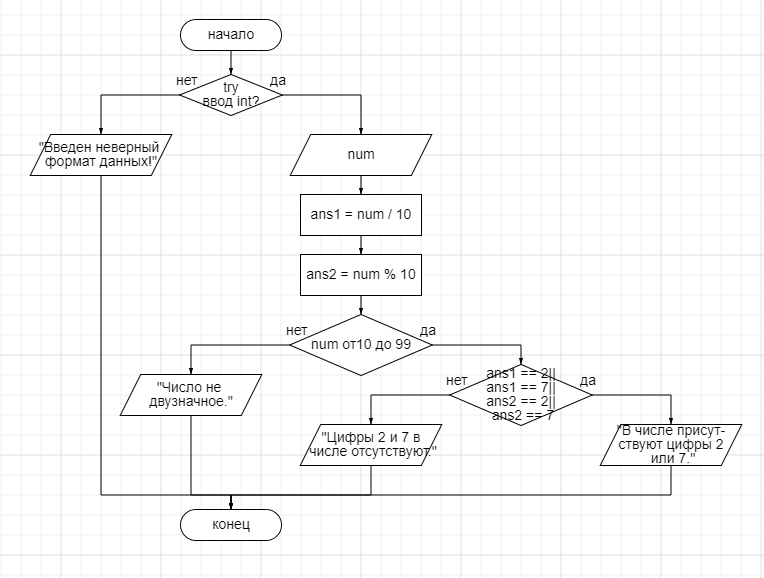 начало
нет
да
try
ввод int?
"Введен неверный
формат данных!"
num
ans1 = num / 10
ans2 = num % 10
нет
да
num от10 до 99
"Число не
двузначное."
нет
да
ans1 == 2||
ans1 == 7||
ans2 == 2||
ans2 == 7
"Цифры 2 и 7 в
числе отсутствуют."
"В числе присут-
ствуют цифры 2
или 7."
конец